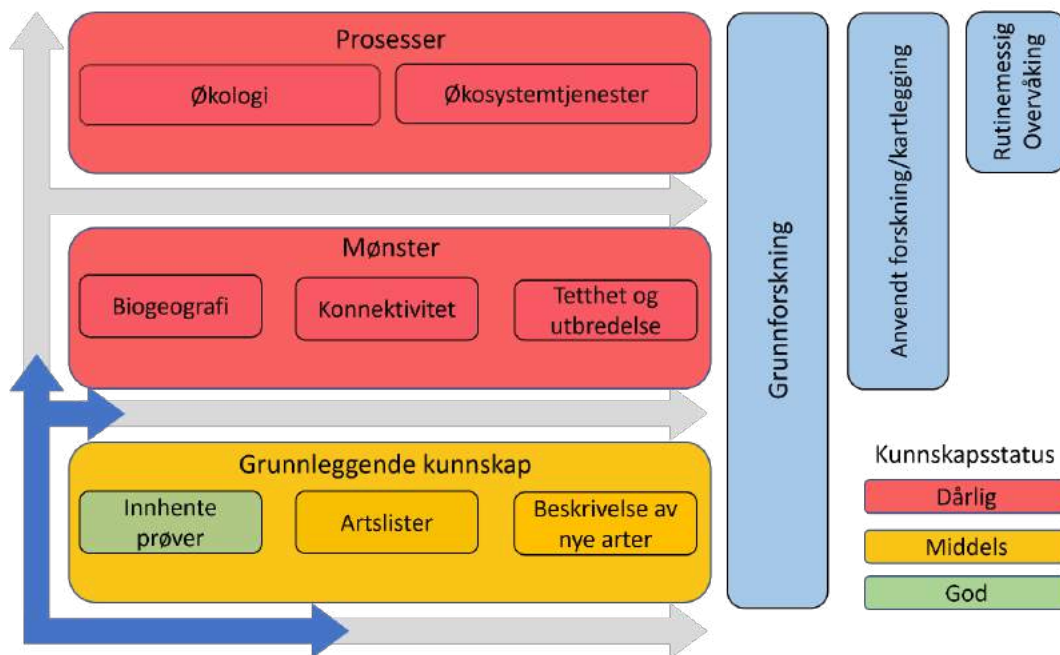 Prosesser
Økologi
Økosystemtjenester
Mønster
Biogeografi
Konnektivitet
Tetthet og
utbredelse
Grunnleggende kunnskap
Innhente
prøver
Artslister
Beskrivelse av
nye arter
Grunnforskning
Anvendt forskning/kartlegging
Rutinemessig
Overvåking
Kunnskapsstatus
Dårlig
Middels
God